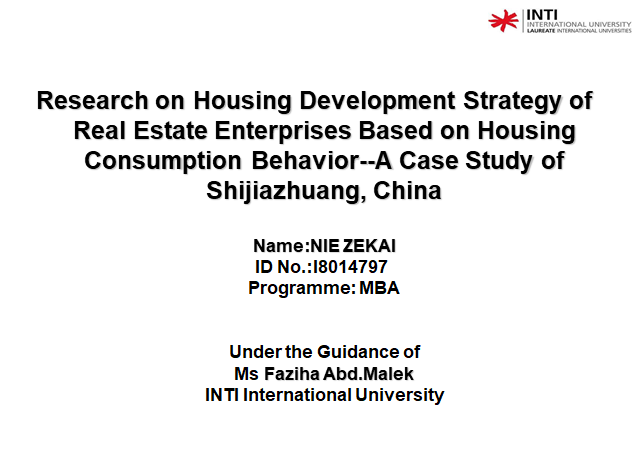 INTI
INTERNATIONAL UNIVERSITY
LAUREATE INTERNATIONAL UNIVERSITIES
Research on Housing Development Strategy of
Real Estate Enterprises Based on Housing
Consumption Behavior--A Case Study of
Shijiazhuang, China
Name:NIE ZEKAI
ID No.:I8014797
Programme: MBA
Under the Guidance of
Ms Faziha Abd.Malek
INTI International University